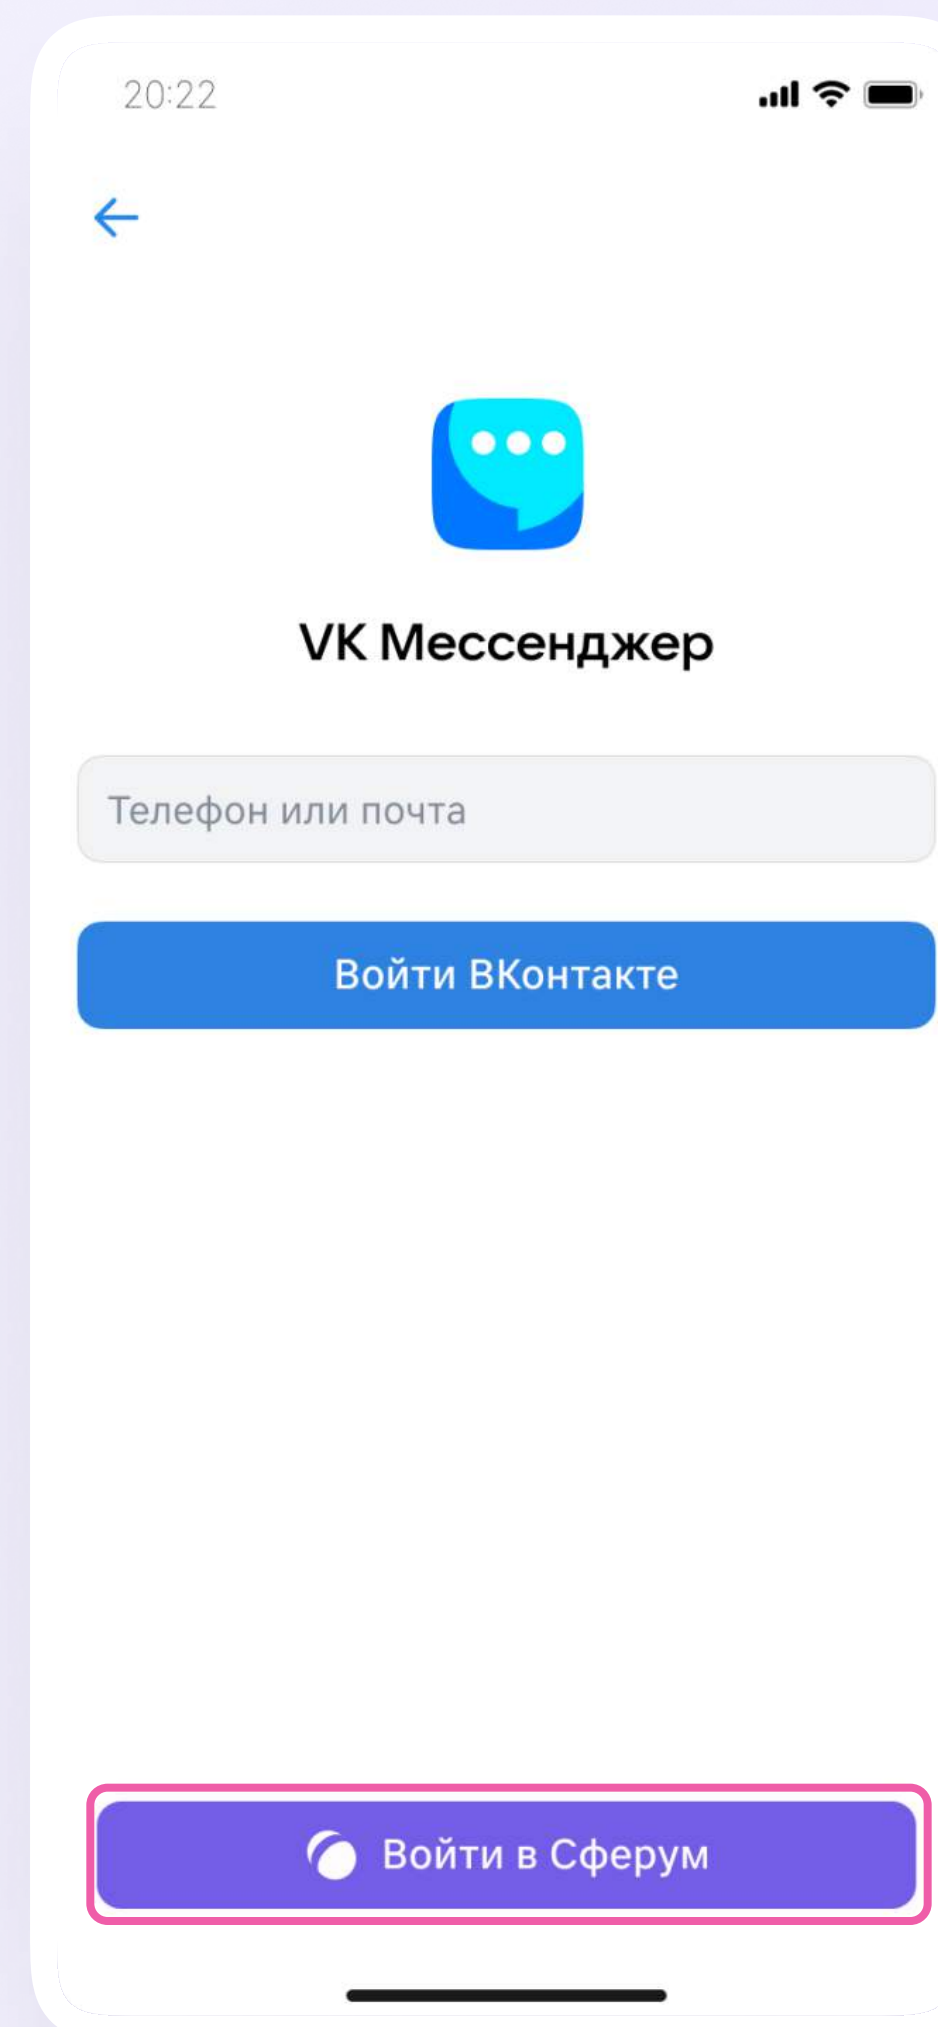 20:22
VK Мессенджер
Телефон или почта
Войти ВКонтакте
Войти в Сферум